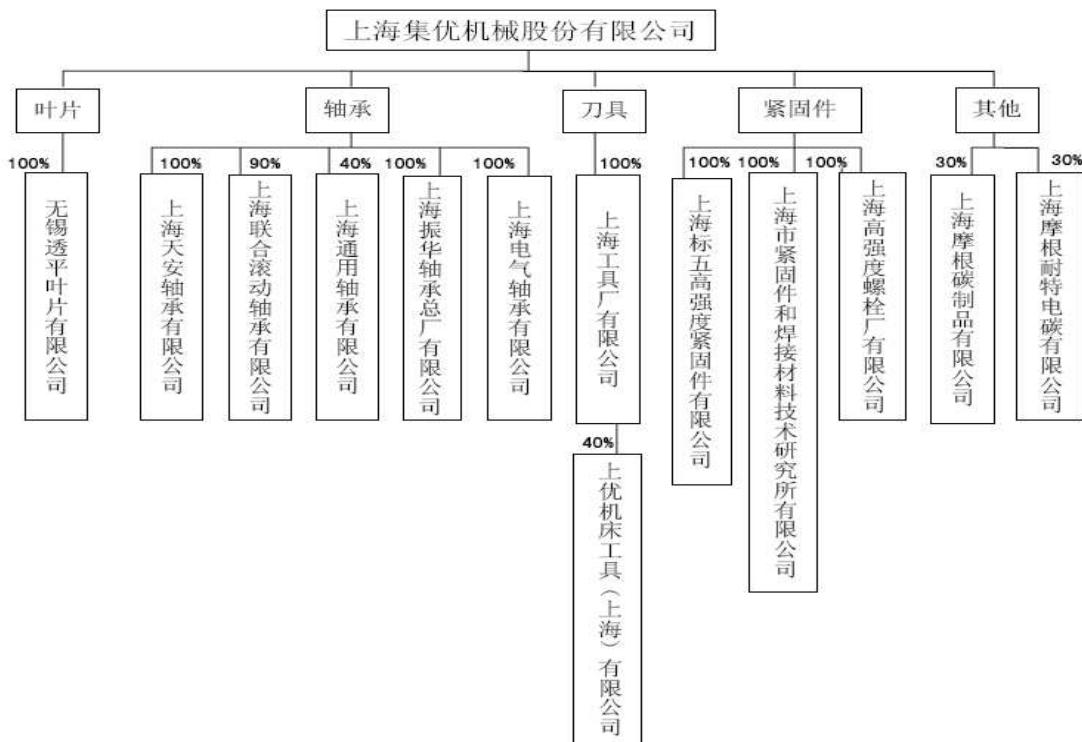 上海集优机械股份有限公司
叶片
轴承
刀具
紧固件
其他
100%
100%
90%
40%
100%
100%
100%
100%
100%
100%
30%
30%
无锡透平叶片有限公司
上海天安轴承有限公司
上海联合滚动轴承有限公司
上海通用轴承有限公司
上海振华轴承总厂有限公司
上海电气轴承有限公司
上海工具厂有限公司
上海标五高强度紧固件有限公司
上海市紧固件和焊接材料技术研究所有限公司
上海高强度螺栓厂有限公司
上海摩根碳制品有限公司
上海摩根耐特电碳有限公司
40%
上优机床工具（上海）有限公司